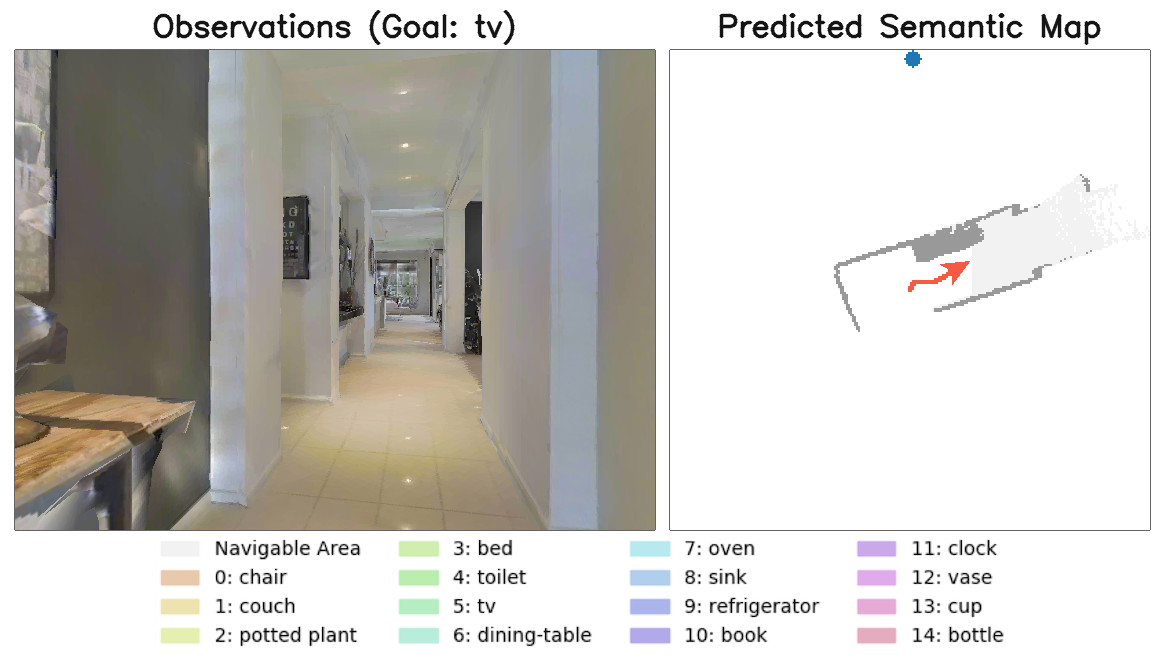 Observations (Goal: tv)
Predicted Semantic Map
Navigable Area
0: chair
1: couch
2: potted plant
3: bed
4: toilet
5: tv
6: dining-table
7: oven
8: sink
9: refrigerator
10: book
11: clock
12: vase
13: cup
14: bottle